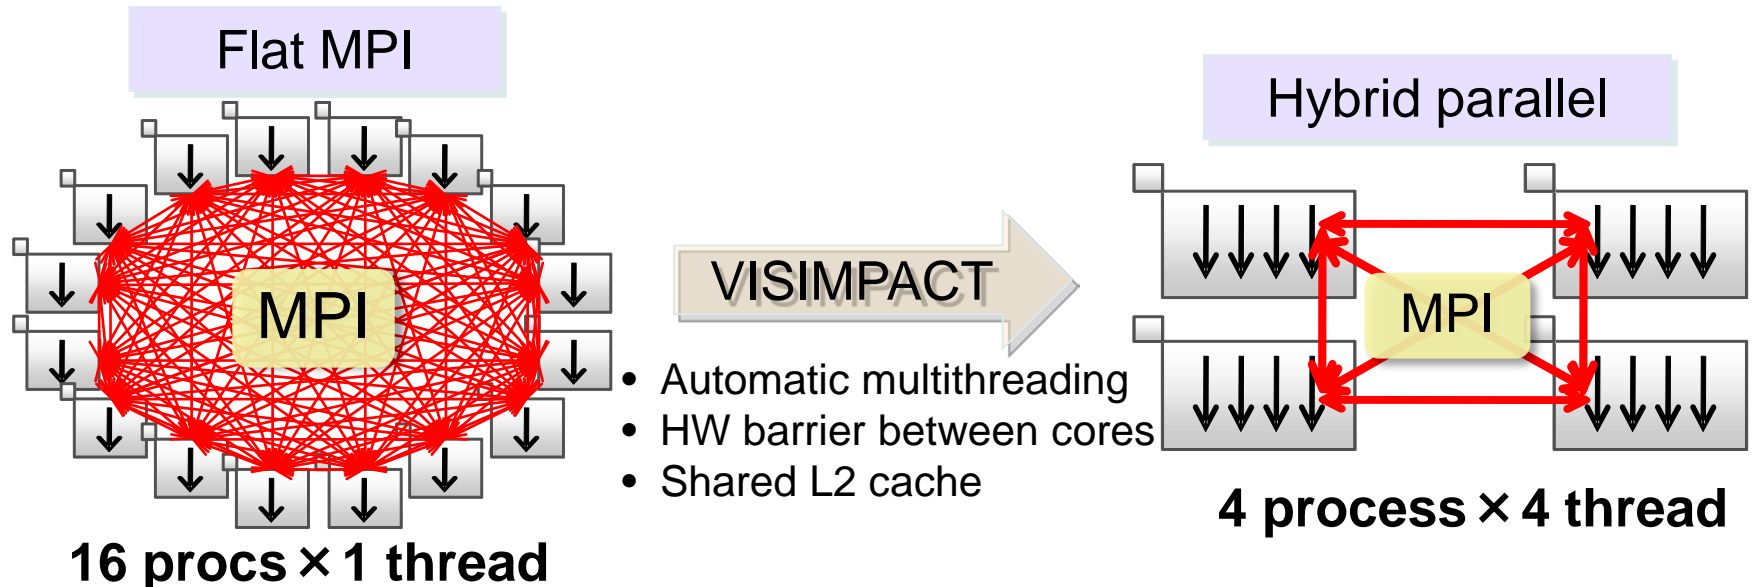 Flat MPI
MPI
16 procs × 1 thread
VISIMPACT
• Automatic multithreading
• HW barrier between cores
• Shared L2 cache
Hybrid parallel
MPI
4 process × 4 thread